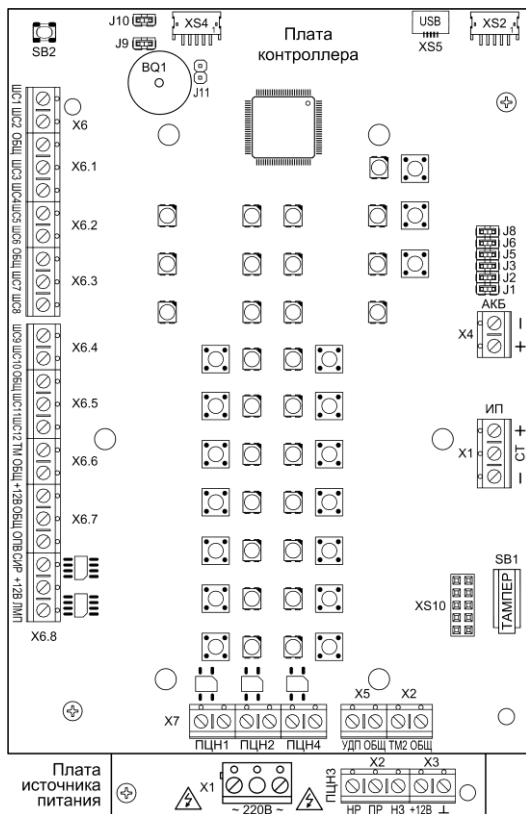 J10
XS4
USB
XS2
SB2
J9
Плата
контроллера
XS5
BQ1
J11
ШС1 ШС2 ОБЩ ШС3 ШС4 ШС5 ШС6 ОБЩ ШС7 ШС8
X6
X6.1
X6.2
X6.3
J8
J6
J5
J3
J2
J1
АКБ
X4
–
+
ШС9 ШС10 ОБЩ ШС11 ШС12 ТМ ОБЩ +12В ОБЩ ОПВ СИР +12В ЛМП
X6.4
X6.5
X6.6
X6.7
X6.8
ИП
X1
+
СТ
–
SB1
ТАМПЕР
XS10
X7
ПЦН1 ПЦН2 ПЦН4
X5 X2
УДП ОБЩ ТМ2 ОБЩ
Плата
источника
питания
X1
~ 220В ~
ПЦН3
X2 X3
НР ПР НЗ +12В ⊥